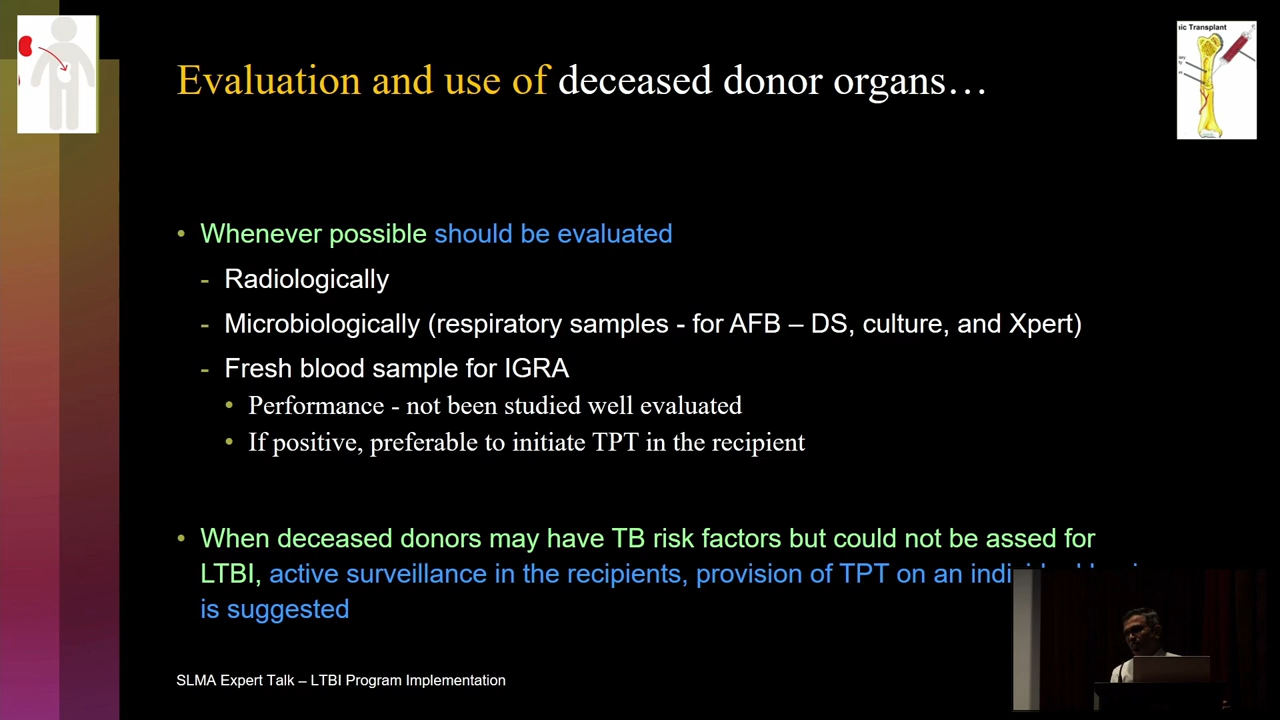 ic Transplant
Evaluation and use of deceased donor organs…
• Whenever possible should be evaluated
- Radiologically
- Microbiologically (respiratory samples - for AFB – DS, culture, and Xpert)
- Fresh blood sample for IGRA
• Performance - not been studied well evaluated
• If positive, preferable to initiate TPT in the recipient
• When deceased donors may have TB risk factors but could not be assed for
LTBI, active surveillance in the recipients, provision of TPT on an
is suggested
SLMA Expert Talk – LTBI Program Implementation